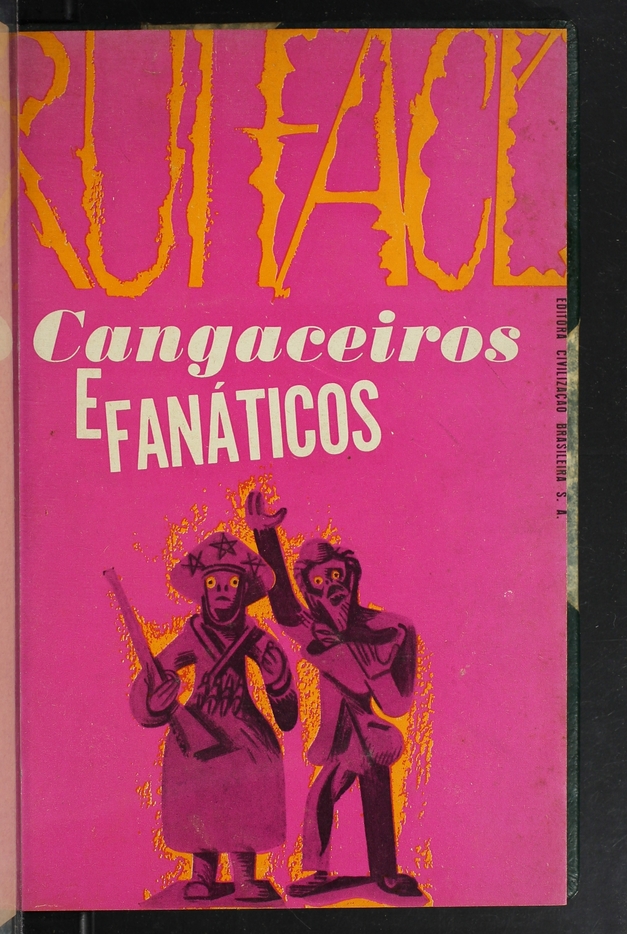 RUI FACÓ
Cangaceiros
E FANÁTICOS
EDITORA CIVILIZAÇÃO BRASILEIRA S. A.